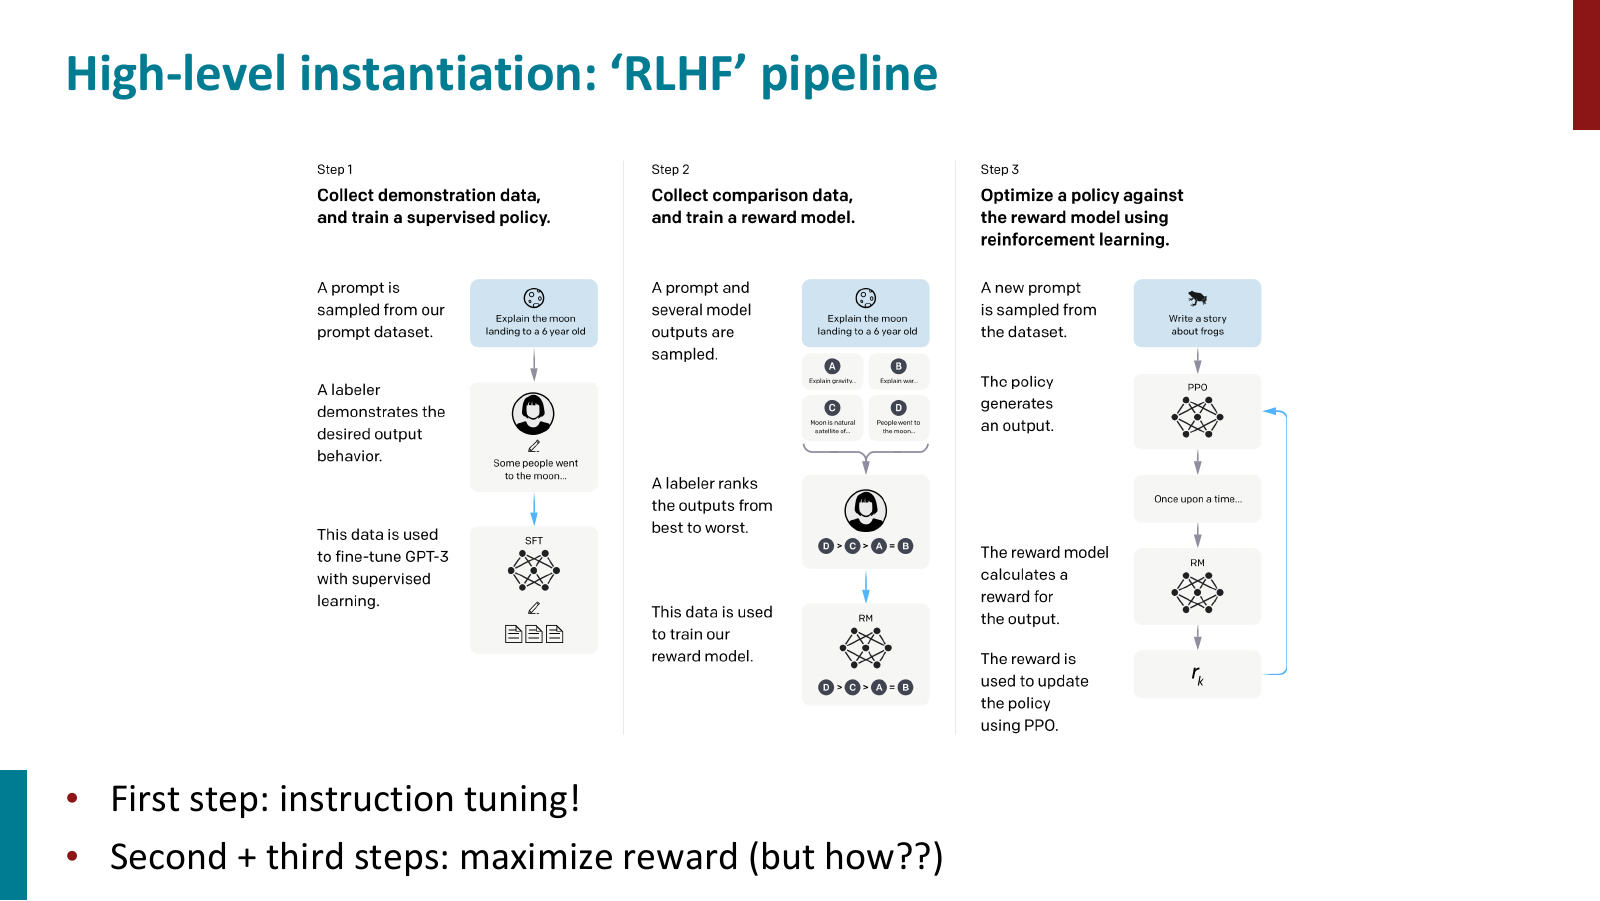 High-level instantiation: ‘RLHF’ pipeline
Step 1
Collect demonstration data,
and train a supervised policy.
A prompt is
sampled from our
prompt dataset.
Explain the moon
landing to a 6 year old
A labeler
demonstrates the
desired output
behavior.
Some people went
to the moon...
This data is used
to fine-tune GPT-3
with supervised
learning.
SFT
Step 2
Collect comparison data,
and train a reward model.
A prompt and
several model
outputs are
sampled.
Explain the moon
landing to a 6 year old
A
Explain gravity...
B
Explain war...
C
Moon is natural
satellite of...
D
People went to
the moon...
A labeler ranks
the outputs from
best to worst.
D > C > A = B
This data is used
to train our
reward model.
RM
D > C > A = B
Step 3
Optimize a policy against
the reward model using
reinforcement learning.
A new prompt
is sampled from
the dataset.
Write a story
about frogs
The policy
generates
an output.
PPO
Once upon a time...
The reward model
calculates a
reward for
the output.
RM
The reward is
used to update
the policy
using PPO.
r_k
• First step: instruction tuning!
• Second + third steps: maximize reward (but how??)